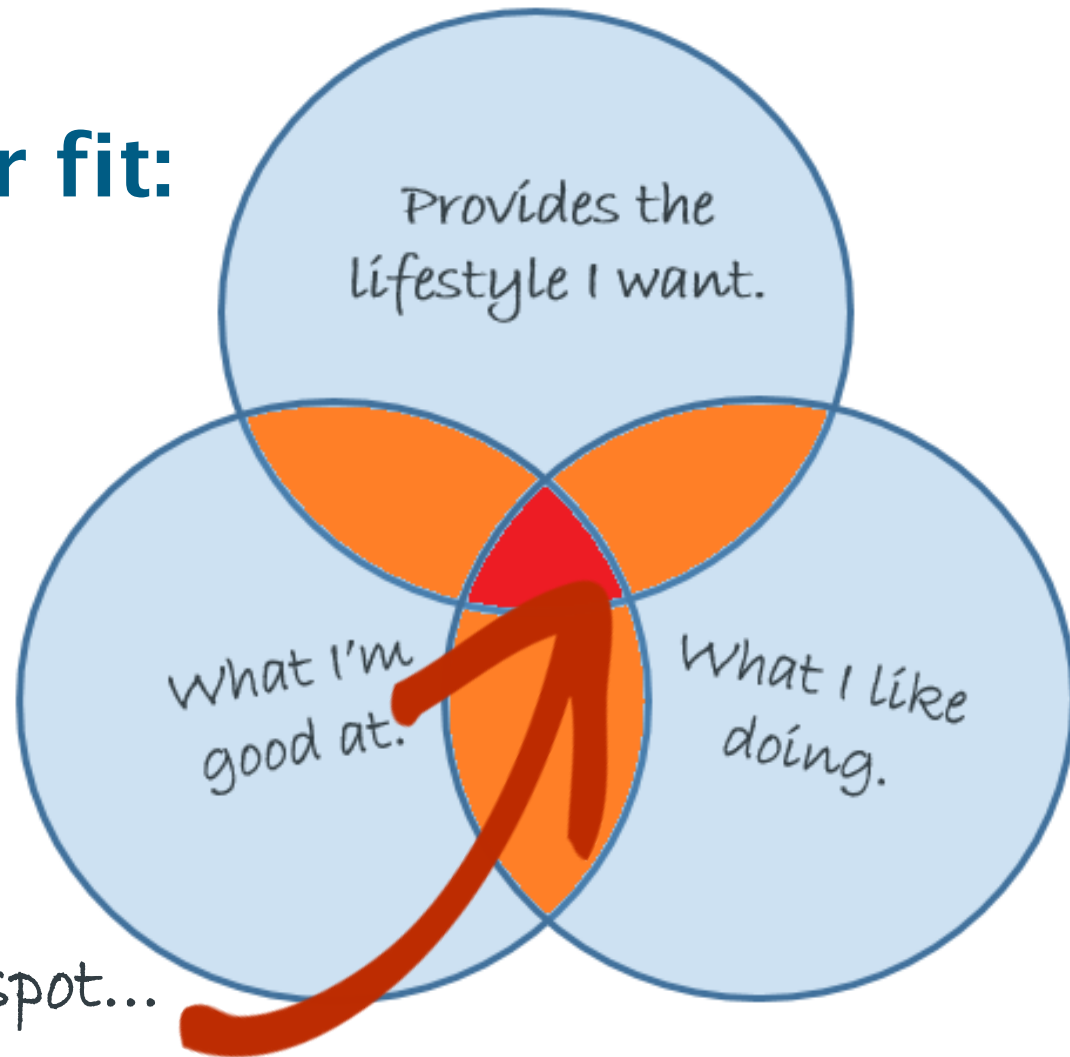 r fit:
Provides the
lifestyle I want.
What I'm
good at.
What I like
doing.
spot...